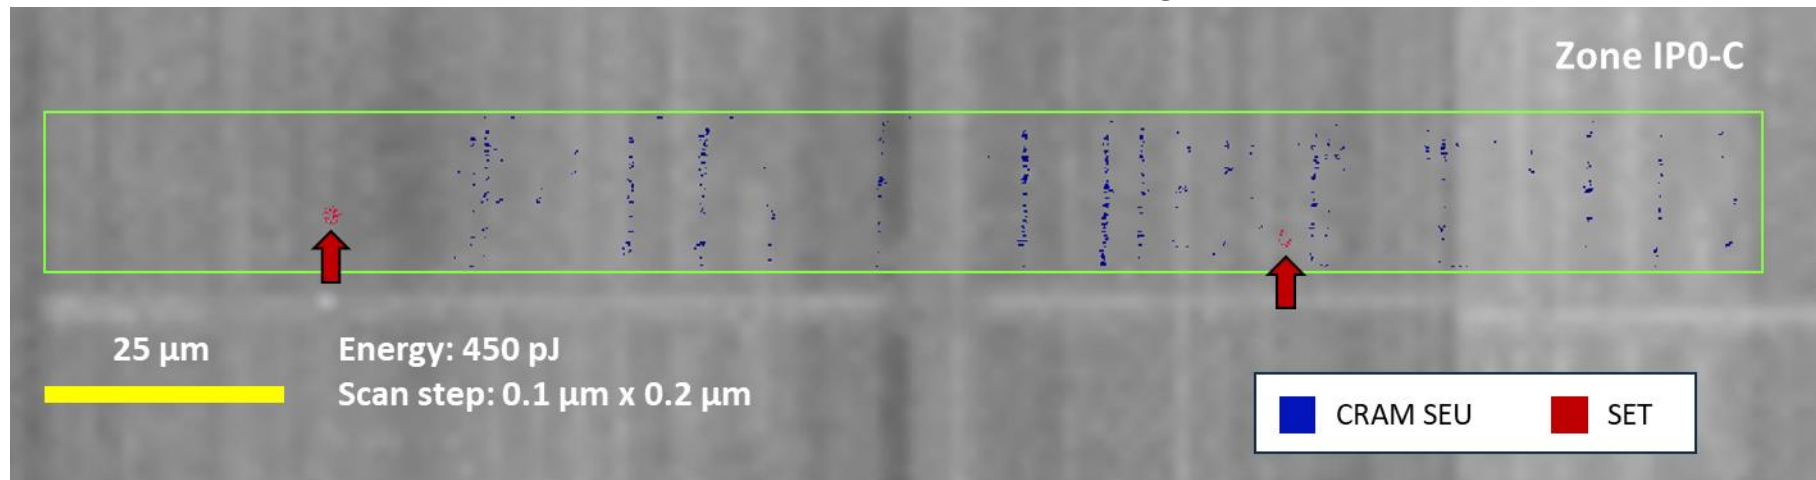 Zone IP0-C
25 µm
Energy: 450 pJ
Scan step: 0.1 µm x 0.2 µm
CRAM SEU
SET